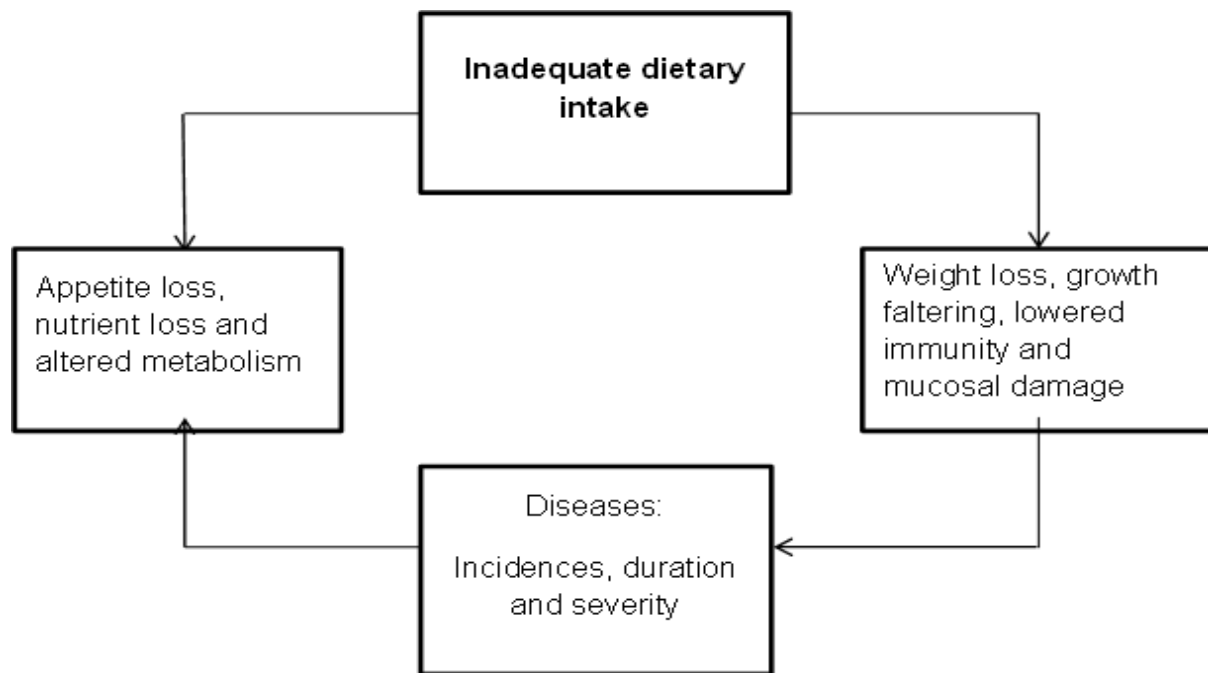 Inadequate dietary
intake
Appetite loss,
nutrient loss and
altered metabolism
Weight loss, growth
faltering, lowered
immunity and
mucosal damage
Diseases:
Incidences, duration
and severity